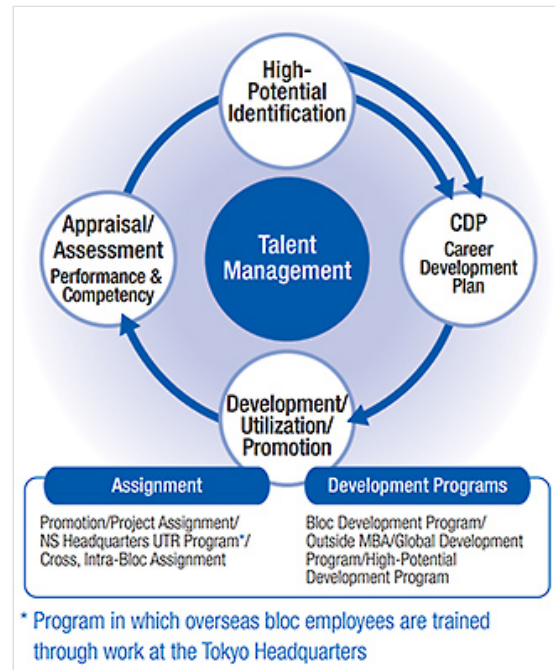 High-
Potential
Identification
Appraisal/
Assessment
Performance &
Competency
Talent
Management
CDP
Career
Development
Plan
Development/
Utilization/
Promotion
Assignment
Promotion/Project Assignment/
NS Headquarters UTR Program*/
Cross, Intra-Bloc Assignment
Development Programs
Bloc Development Program/
Outside MBA/Global Development
Program/High-Potential
Development Program
* Program in which overseas bloc employees are trained
through work at the Tokyo Headquarters